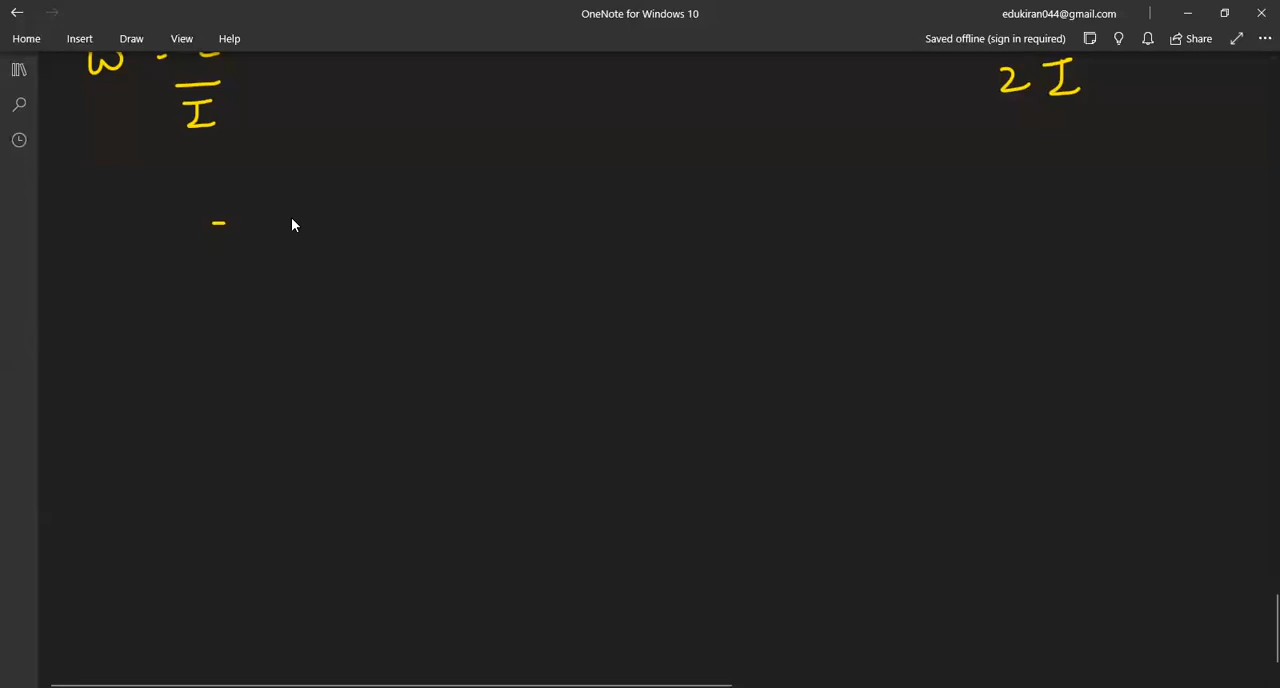 OneNote for Windows 10
edukiran044@gmail.com
Home Insert Draw View Help
Saved offline (sign in required)
Share
ω
I
2 I
-